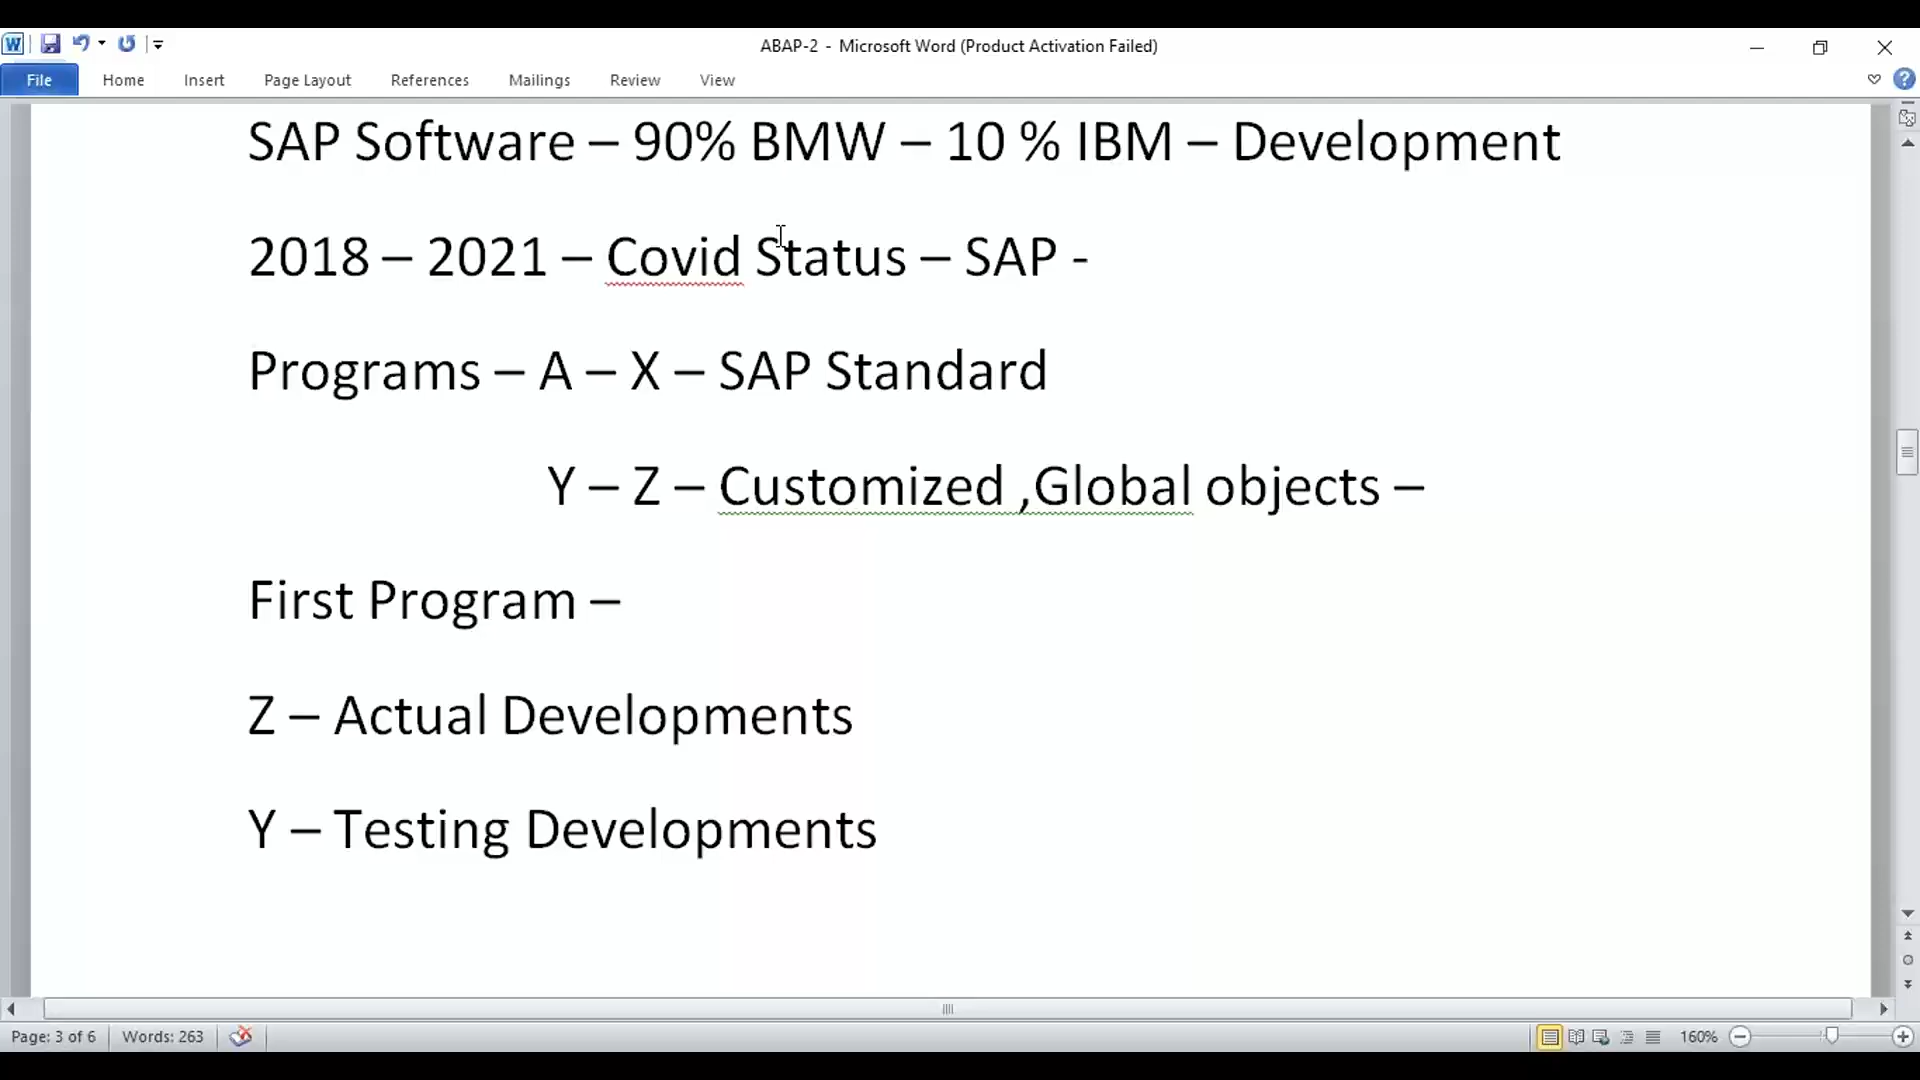 ABAP-2 - Microsoft Word (Product Activation Failed)
File Home Insert Page Layout References Mailings Review View
SAP Software – 90% BMW – 10 % IBM – Development
2018 – 2021 – Covid Status – SAP -
Programs – A – X – SAP Standard
Y – Z – Customized ,Global objects –
First Program –
Z – Actual Developments
Y – Testing Developments
Page: 3 of 6 Words: 263 160%